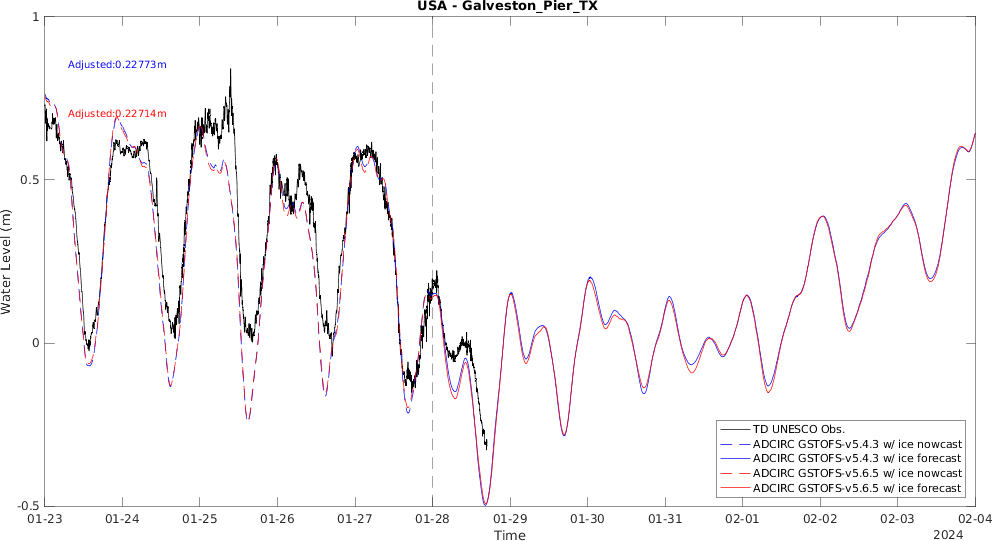 USA - Galveston_Pier_TX
1
Adjusted:0.22773m
Adjusted:0.22714m
0.5
Water Level (m)
0
-0.5
TD UNESCO Obs.
ADCIRC GSTOFS-v5.4.3 w/ ice nowcast
ADCIRC GSTOFS-v5.4.3 w/ ice forecast
ADCIRC GSTOFS-v5.6.5 w/ ice nowcast
ADCIRC GSTOFS-v5.6.5 w/ ice forecast
01-23 01-24 01-25 01-26 01-27 01-28 01-29 01-30 01-31 02-01 02-02 02-03 02-04
Time
2024